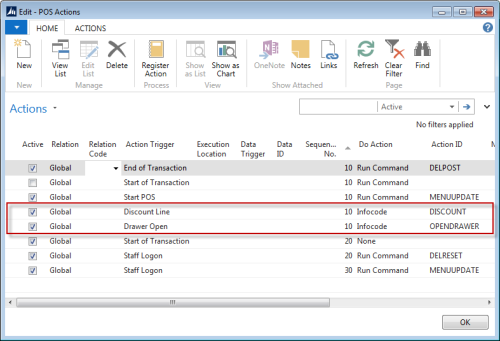 Edit - POS Actions
HOME ACTIONS
New View List Edit List Delete Register Action Show as List Show as Chart OneNote Notes Links Refresh Clear Filter Find
New Manage Process View Show Attached Page
Actions
Active
No filters applied
Active Relation Relation Code Action Trigger Execution Location Data Trigger Data ID Sequen... No. Do Action Action ID
Global End of Transaction 10 Run Command DELPOST
Global Start of Transaction 10 Run Command
Global Start POS 10 Run Command MENUUPDATE
Global Discount Line 10 Infocode DISCOUNT
Global Drawer Open 10 Infocode OPENDRAWER
Global Start of Transaction 20 None
Global Staff Logon 20 Run Command DELRESET
Global Staff Logon 30 Run Command MENUUPDATE
OK